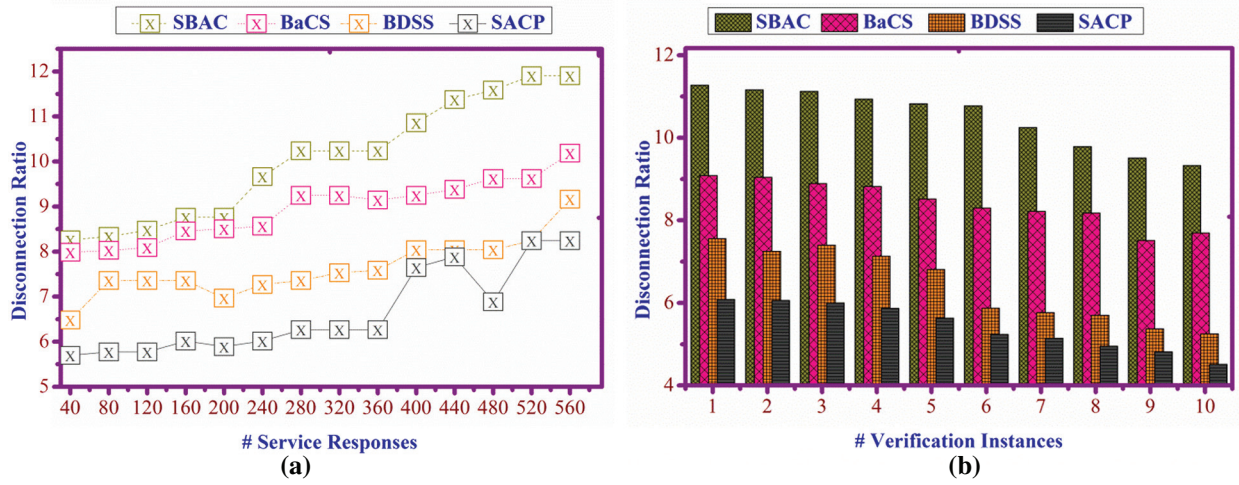 SBAC BaCS BDSS SACP
Disconnection Ratio
12
11
10
9
8
7
6
5
40 80 120 160 200 240 280 320 360 400 440 480 520 560
# Service Responses
(a)
SBAC BaCS BDSS SACP
Disconnection Ratio
12
10
8
6
4
1 2 3 4 5 6 7 8 9 10
# Verification Instances
(b)